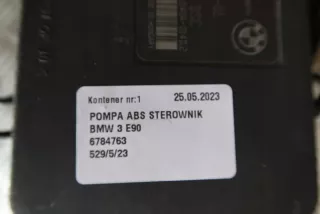 Kontener nr:1 25.05.2023
POMPA ABS STEROWNIK
BMW 3 E90
6784763
529/5/23